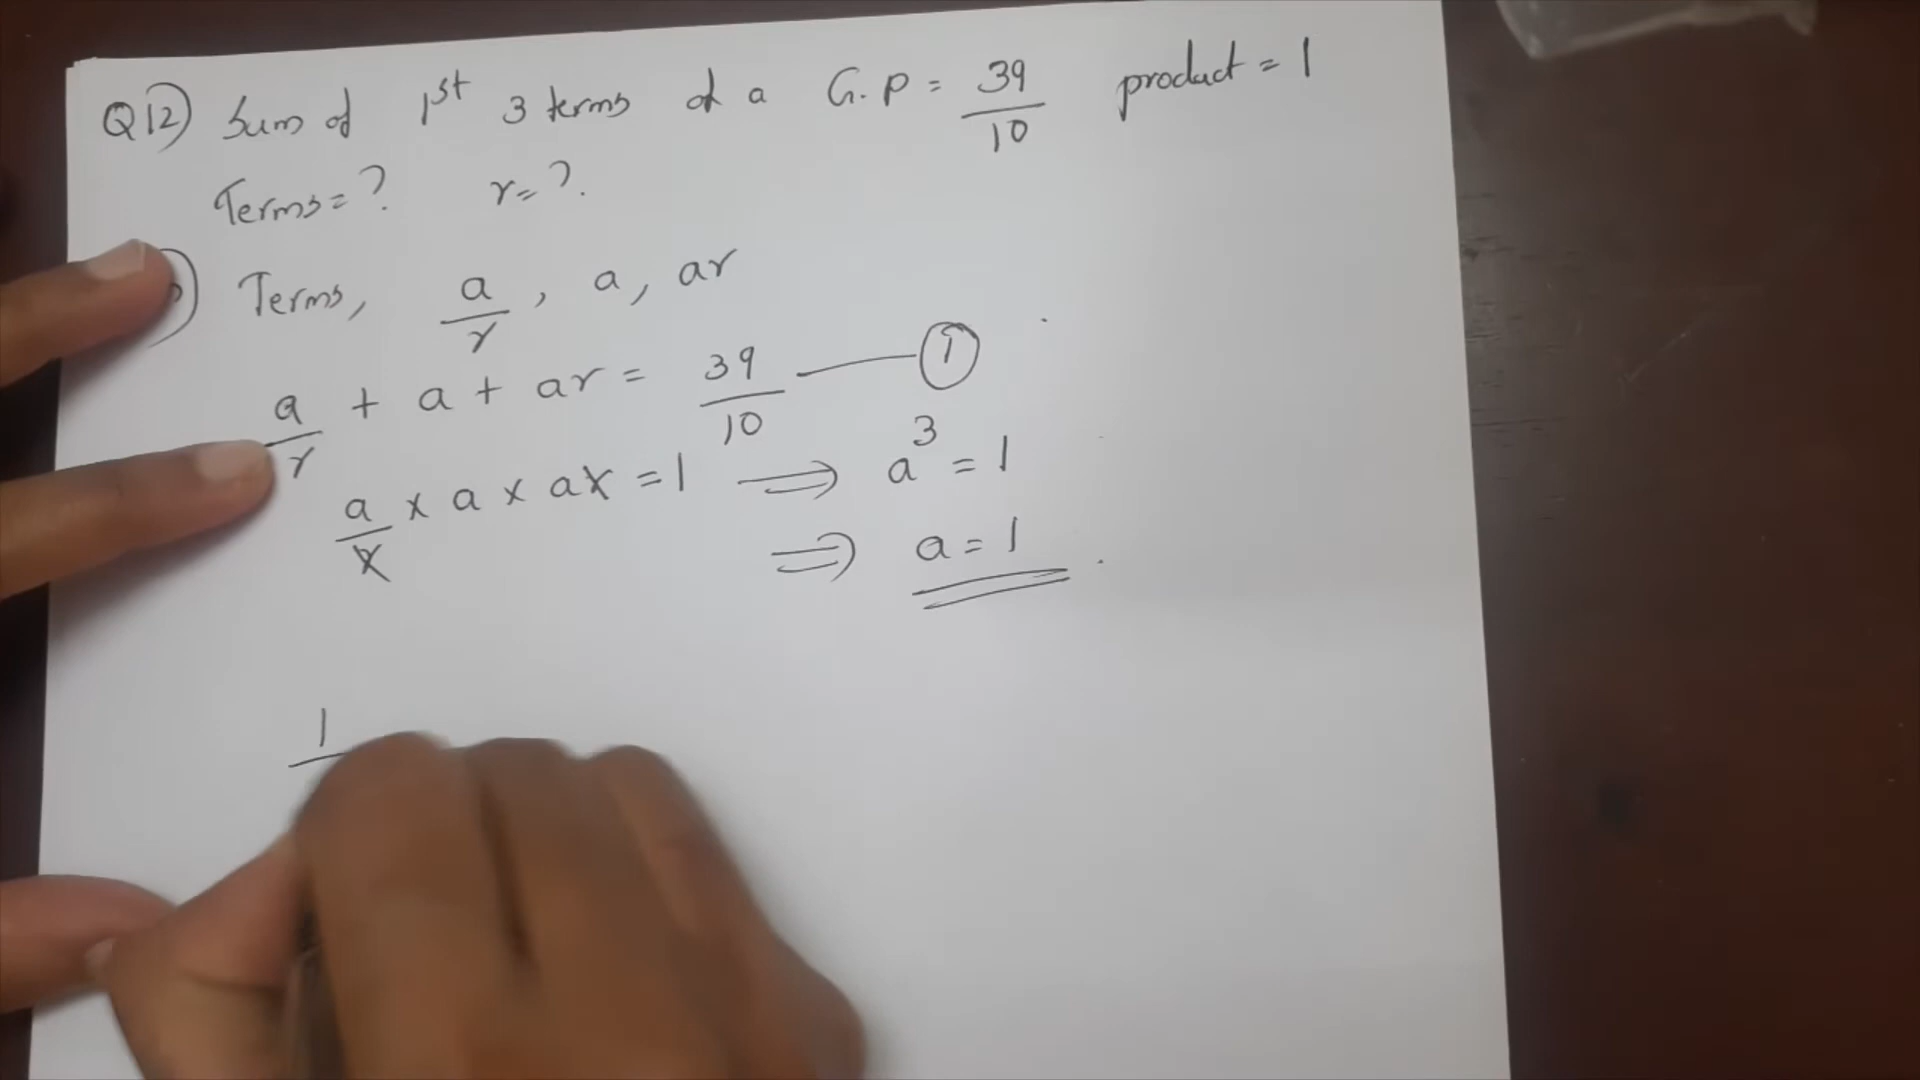 Q12) Sum of 1st 3 terms of a G.P = 39/10 product = 1
Terms = ? r = ?.
Terms, a/r, a, ar
a/r + a + ar = 39/10 —— ①
a/r × a × ar = 1 ⟹ a³ = 1
⟹ a = 1
1